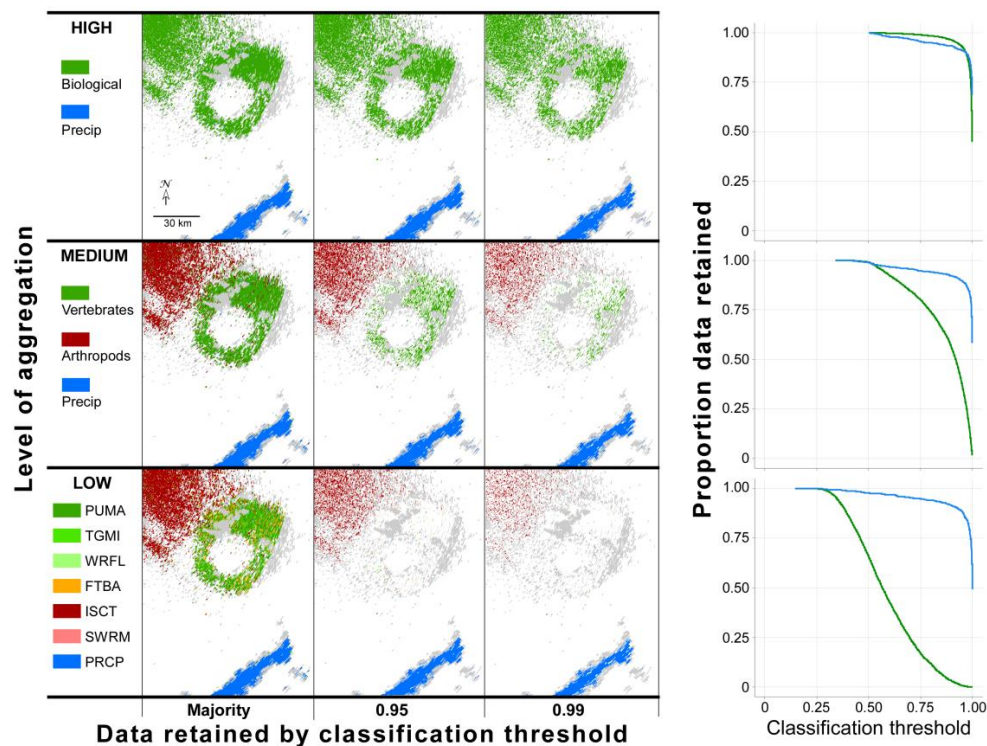 HIGH
Biological
Precip
N
30 km
MEDIUM
Vertebrates
Arthropods
Precip
LOW
PUMA
TGMI
WRFL
FTBA
ISCT
SWRM
PRCP
Level of aggregation
Majority
0.95
0.99
Data retained by classification threshold
Proportion data retained
1.00
0.75
0.50
0.25
0
1.00
0.75
0.50
0.25
0
1.00
0.75
0.50
0.25
0
0
0.25
0.50
0.75
1.00
Classification threshold